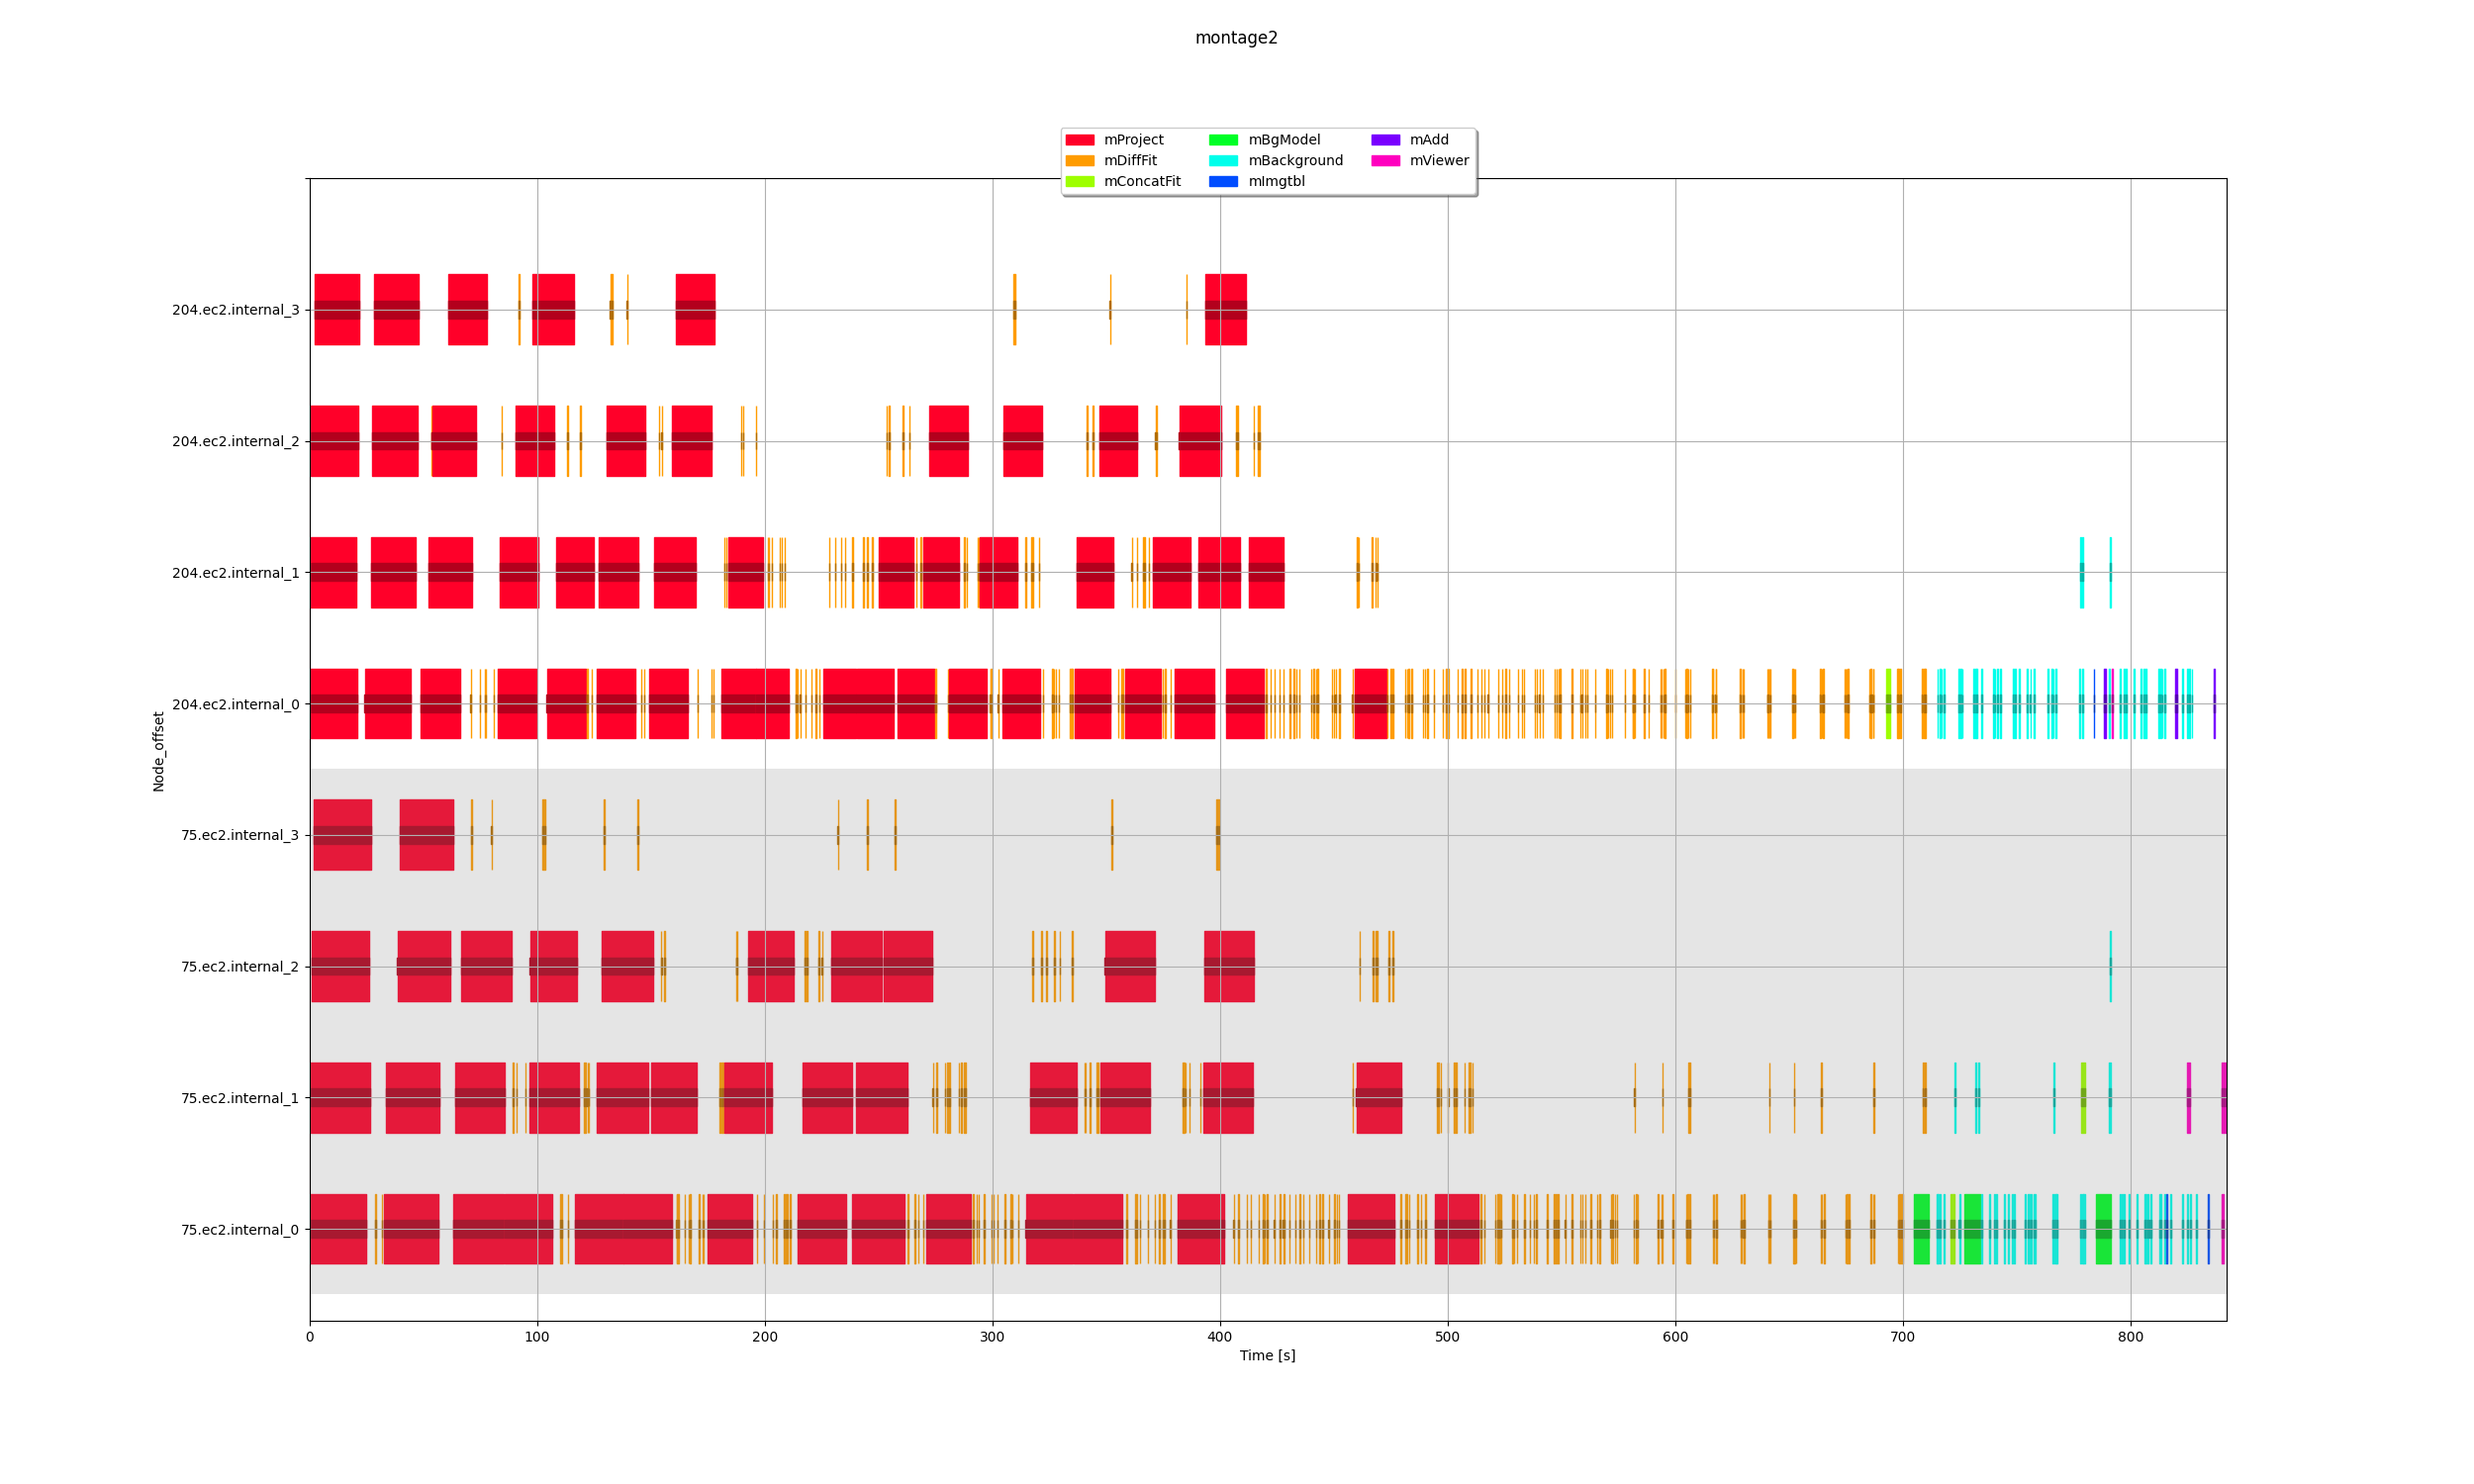 montage2
mProject mBgModel mAdd
mDiffFit mBackground mViewer
mConcatFit mImgtbl
204.ec2.internal_3
204.ec2.internal_2
204.ec2.internal_1
204.ec2.internal_0
75.ec2.internal_3
75.ec2.internal_2
75.ec2.internal_1
75.ec2.internal_0
Node_offset
0 100 200 300 400 500 600 700 800
Time [s]